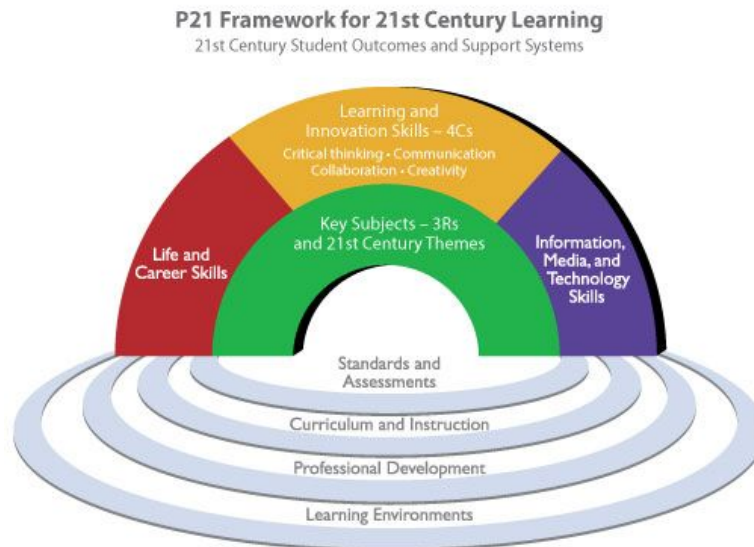 P21 Framework for 21st Century Learning
21st Century Student Outcomes and Support Systems
Learning and
Innovation Skills – 4Cs
Critical thinking • Communication
Collaboration • Creativity
Key Subjects – 3Rs
and 21st Century Themes
Life and
Career Skills
Information,
Media, and
Technology
Skills
Standards and
Assessments
Curriculum and Instruction
Professional Development
Learning Environments